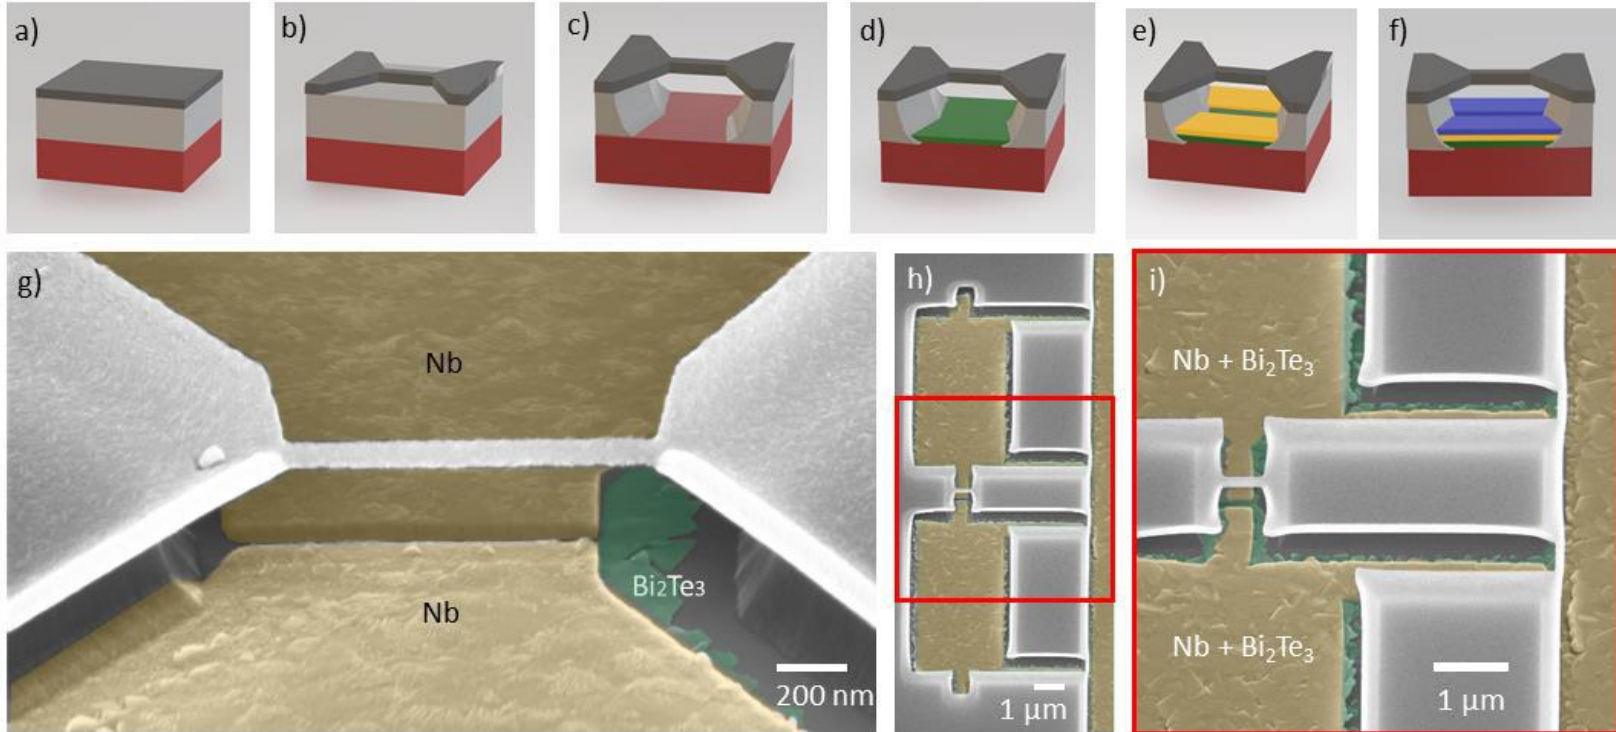 a)
b)
c)
d)
e)
f)
g)
Nb
Nb
Bi₂Te₃
200 nm
h)
1 µm
i)
Nb + Bi₂Te₃
Nb + Bi₂Te₃
1 µm